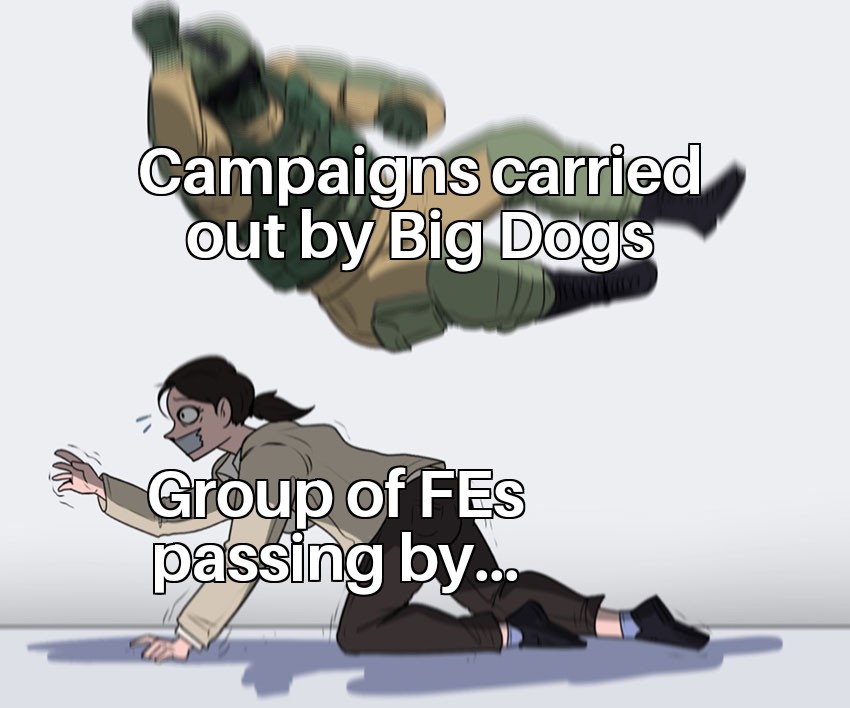 Campaigns carried
out by Big Dogs
Group of FEs
passing by...